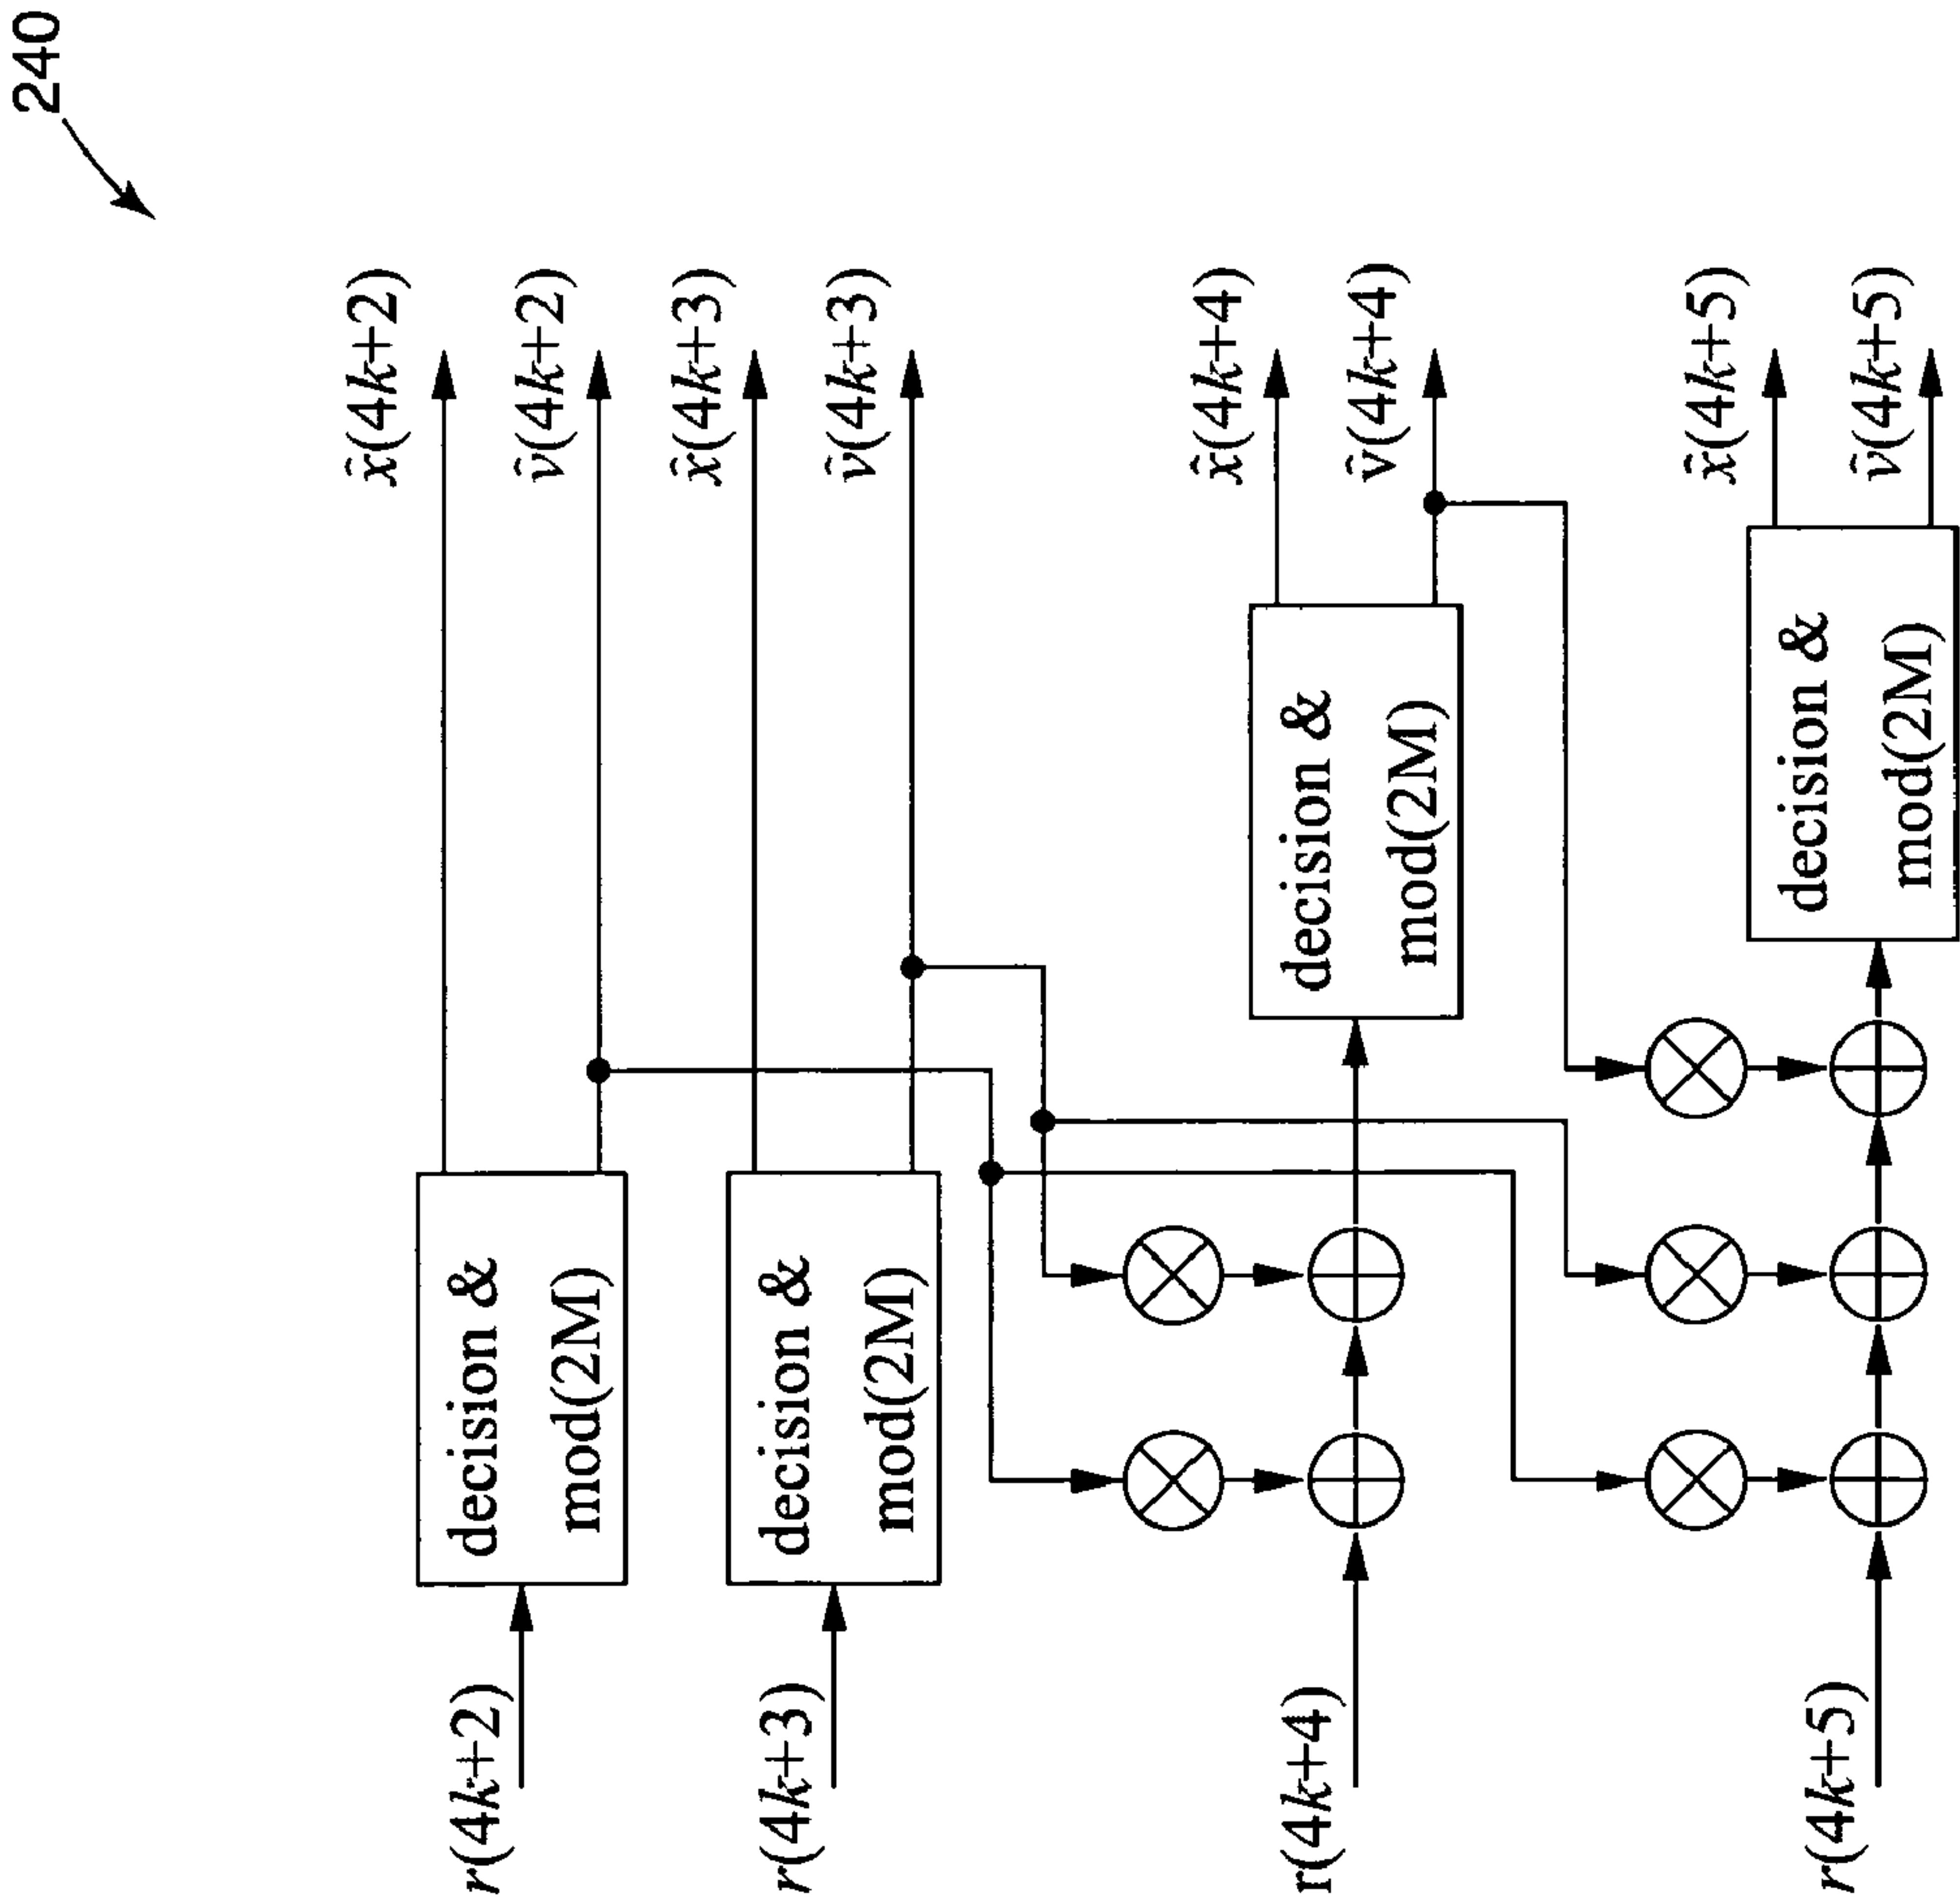 240
r(4k+2)
decision &
mod(2M)
x̃(4k+2)
ṽ(4k+2)
r(4k+3)
decision &
mod(2M)
x̃(4k+3)
ṽ(4k+3)
r(4k+4)
decision &
mod(2M)
x̃(4k+4)
ṽ(4k+4)
r(4k+5)
decision &
mod(2M)
x̃(4k+5)
ṽ(4k+5)